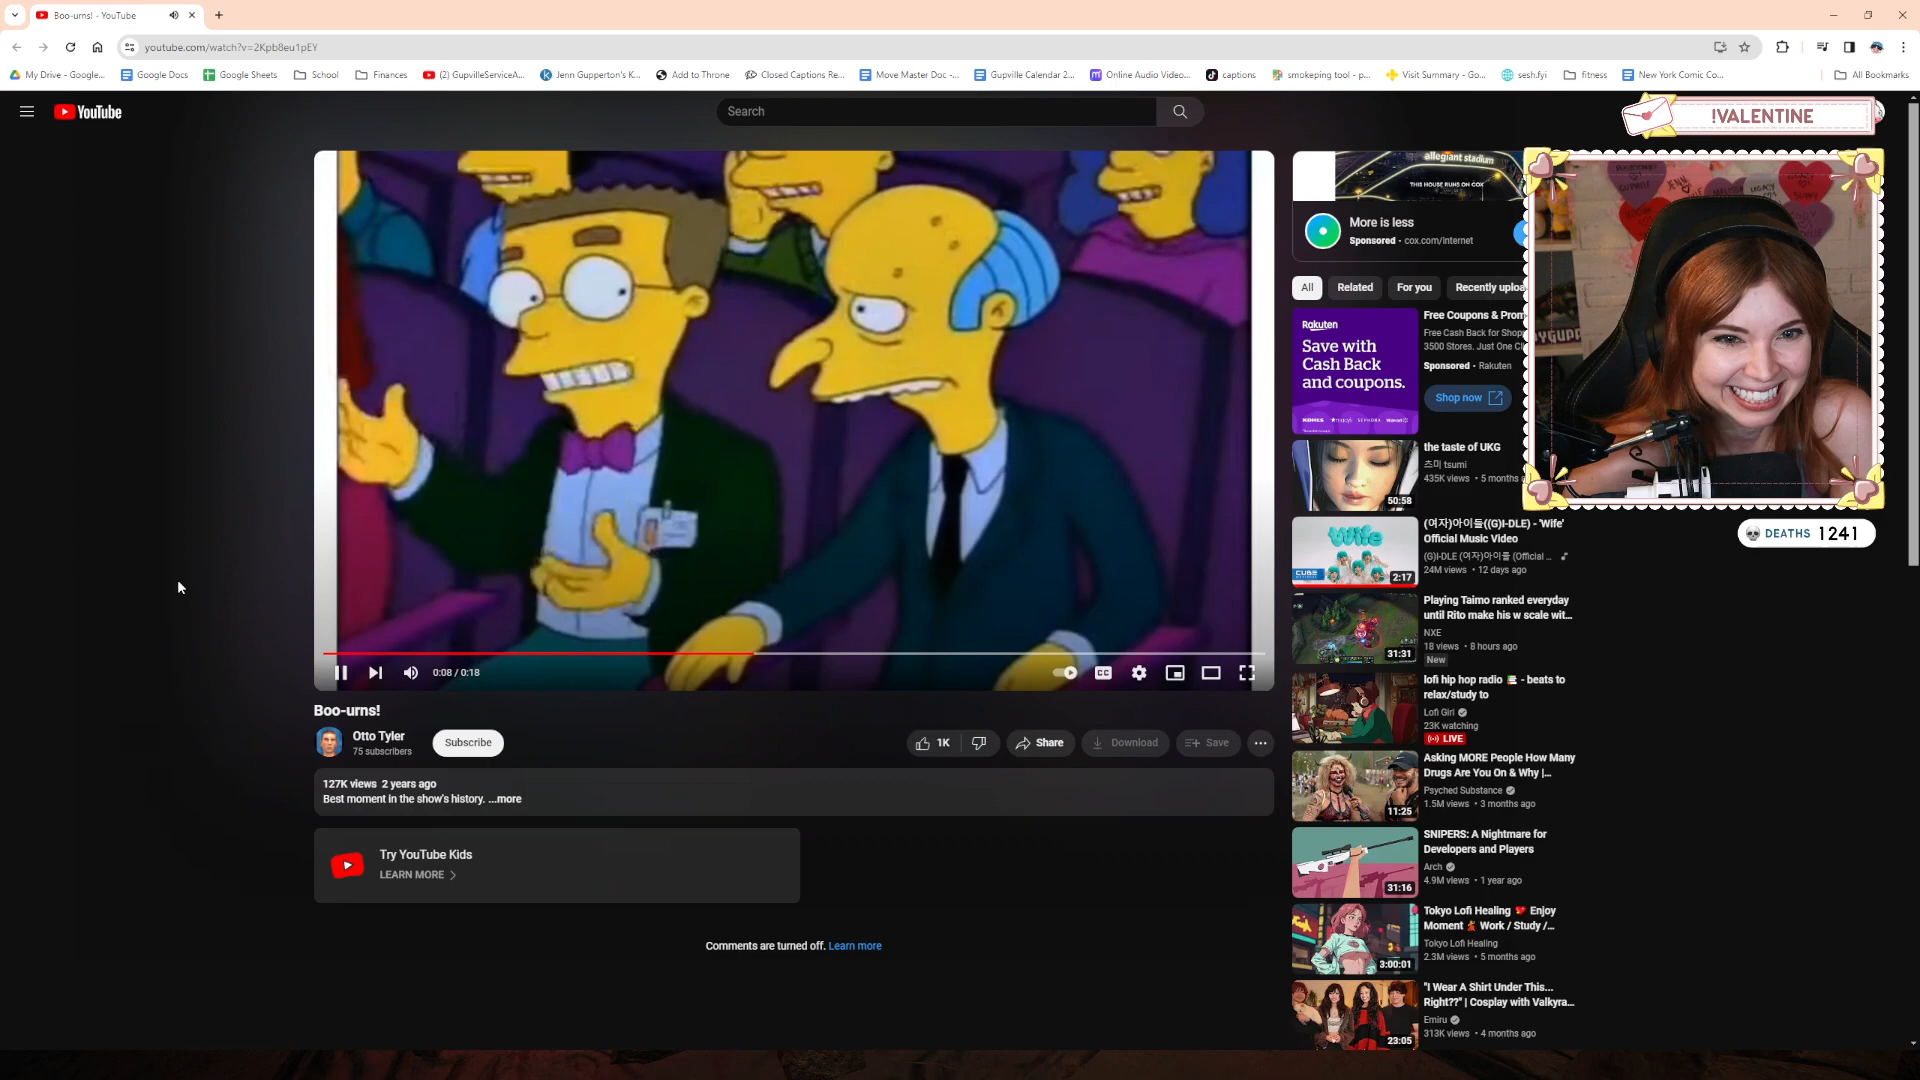 Boo-urns! - YouTube
youtube.com/watch?v=2Kpb8eu1pEY
My Drive - Google...
Google Docs
Google Sheets
School
Finances
(2) GupvilleServiceA...
Jenn Gupperton's K...
Add to Throne
Closed Captions Re...
Move Master Doc -...
Gupville Calendar 2...
Online Audio Video...
captions
smokeping tool - p...
Visit Summary - Go...
sesh.fyi
fitness
New York Comic Co...
All Bookmarks
YouTube
Search
!VALENTINE
0:08 / 0:18
CC
Boo-urns!
Otto Tyler
75 subscribers
Subscribe
1K
Share
Download
Save
127K views 2 years ago
Best moment in the show's history. ...more
Try YouTube Kids
LEARN MORE
Comments are turned off. Learn more
allegiant stadium
THIS HOUSE RUNS ON COX
More is less
Sponsored · cox.com/internet
All
Related
For you
Recently uploa
Rakuten
Save with
Cash Back
and coupons.
Free Coupons & Prom
Free Cash Back for Shop
3500 Stores. Just One Cl
Sponsored · Rakuten
Shop now
50:58
the taste of UKG
츠미 tsumi
435K views • 5 months
Wife
CUBE
2:17
(여자)아이들((G)I-DLE) - 'Wife'
Official Music Video
(G)I-DLE (여자)아이들 (Official ...
24M views • 12 days ago
31:31
Playing Taimo ranked everyday
until Rito make his w scale wit...
NXE
18 views • 8 hours ago
New
lofi hip hop radio 📚 - beats to
relax/study to
Lofi Girl
23K watching
LIVE
11:25
Asking MORE People How Many
Drugs Are You On & Why |...
Psyched Substance
1.5M views • 3 months ago
31:16
SNIPERS: A Nightmare for
Developers and Players
Arch
4.9M views • 1 year ago
3:00:01
Tokyo Lofi Healing 💖 Enjoy
Moment 💃 Work / Study /...
Tokyo Lofi Healing
2.3M views • 5 months ago
23:05
"I Wear A Shirt Under This...
Right??" | Cosplay with Valkyra...
Emiru
313K views • 4 months ago
DEATHS 1241